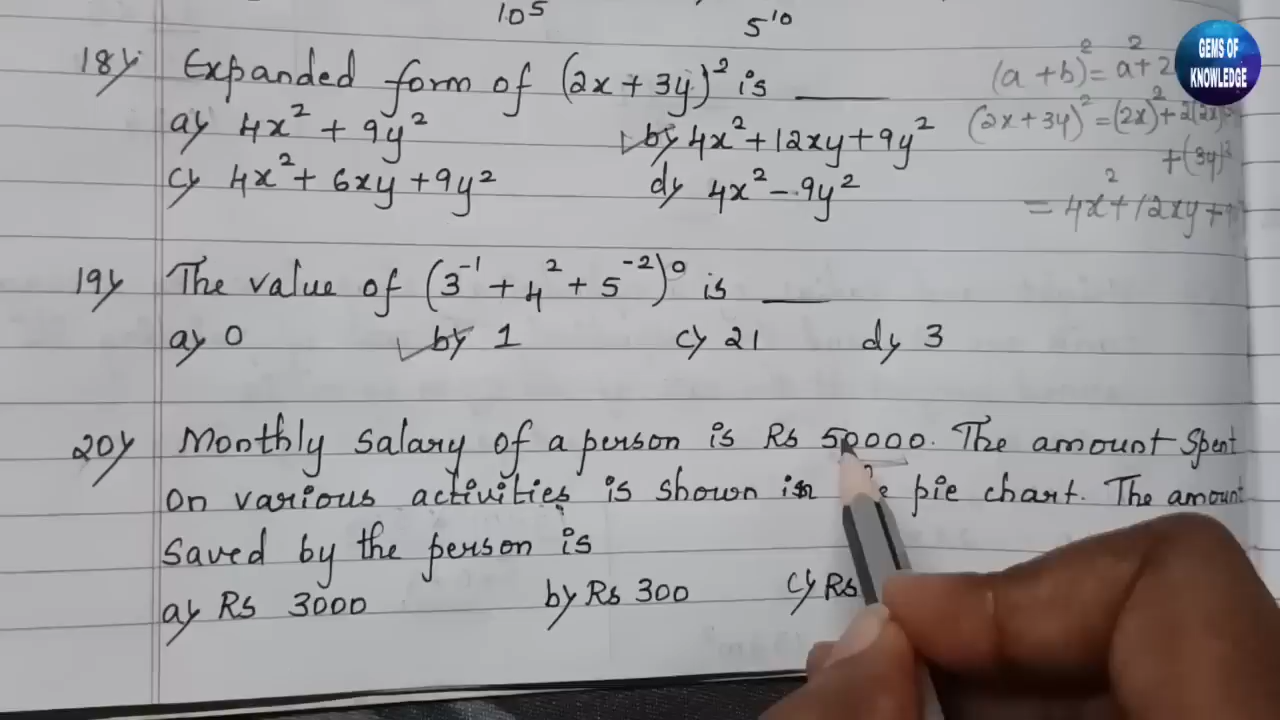 10⁵ 5¹⁰
GEMS OF
KNOWLEDGE
18) Expanded form of (2x + 3y)² is ____
a) 4x² + 9y² b) 4x² + 12xy + 9y²
c) 4x² + 6xy + 9y² d) 4x² - 9y²
(a + b)² = a² + 2
(2x + 3y)² = (2x)² + 2(2x)
+ (3y)²
= 4x² + 12xy +
19) The value of (3⁻¹ + 4² + 5⁻²)⁰ is ____
a) 0 b) 1 c) 21 d) 3
20) Monthly salary of a person is Rs 50000. The amount spent
on various activities is shown in pie chart. The amount
saved by the person is
a) Rs 3000 b) Rs 300 c) Rs